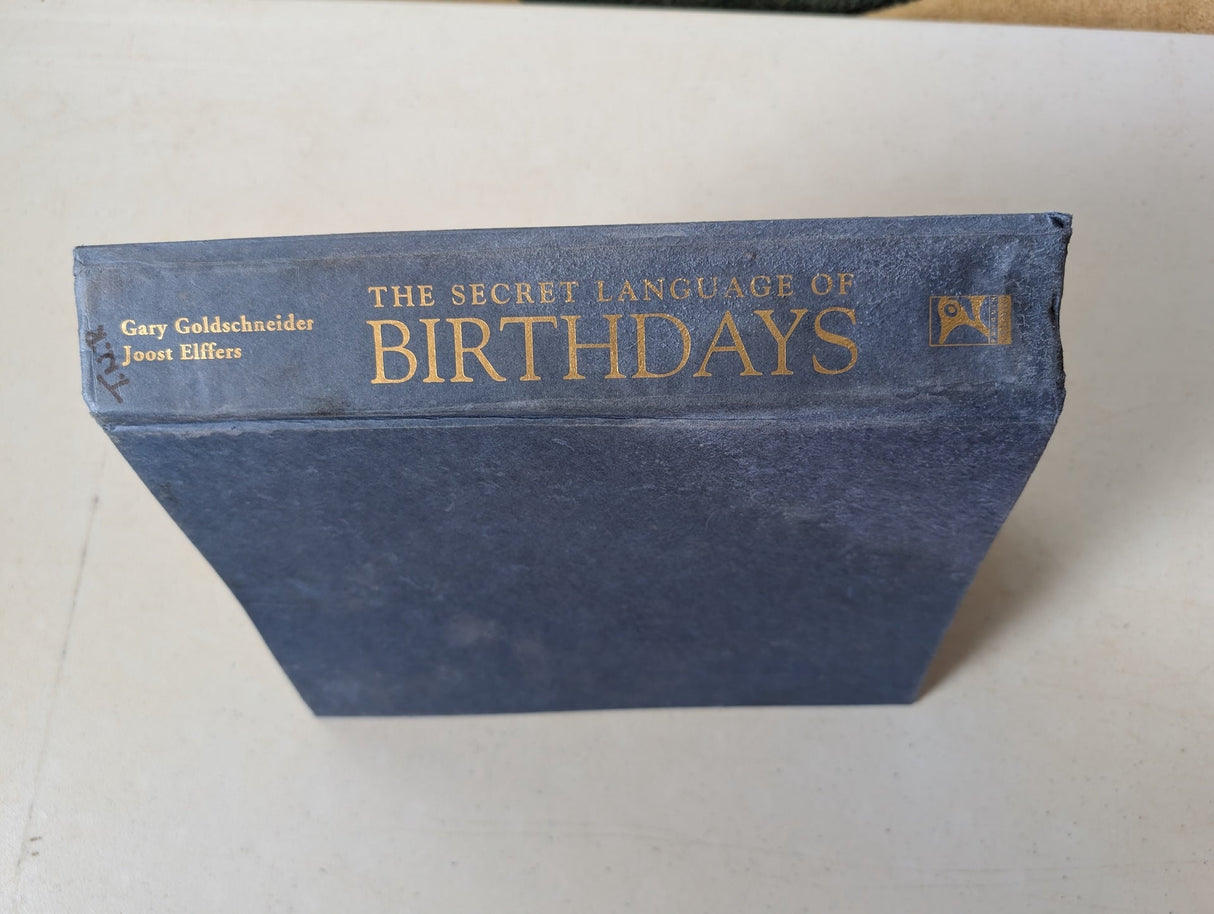 Gary Goldschneider
Joost Elffers
THE SECRET LANGUAGE OF
BIRTHDAYS